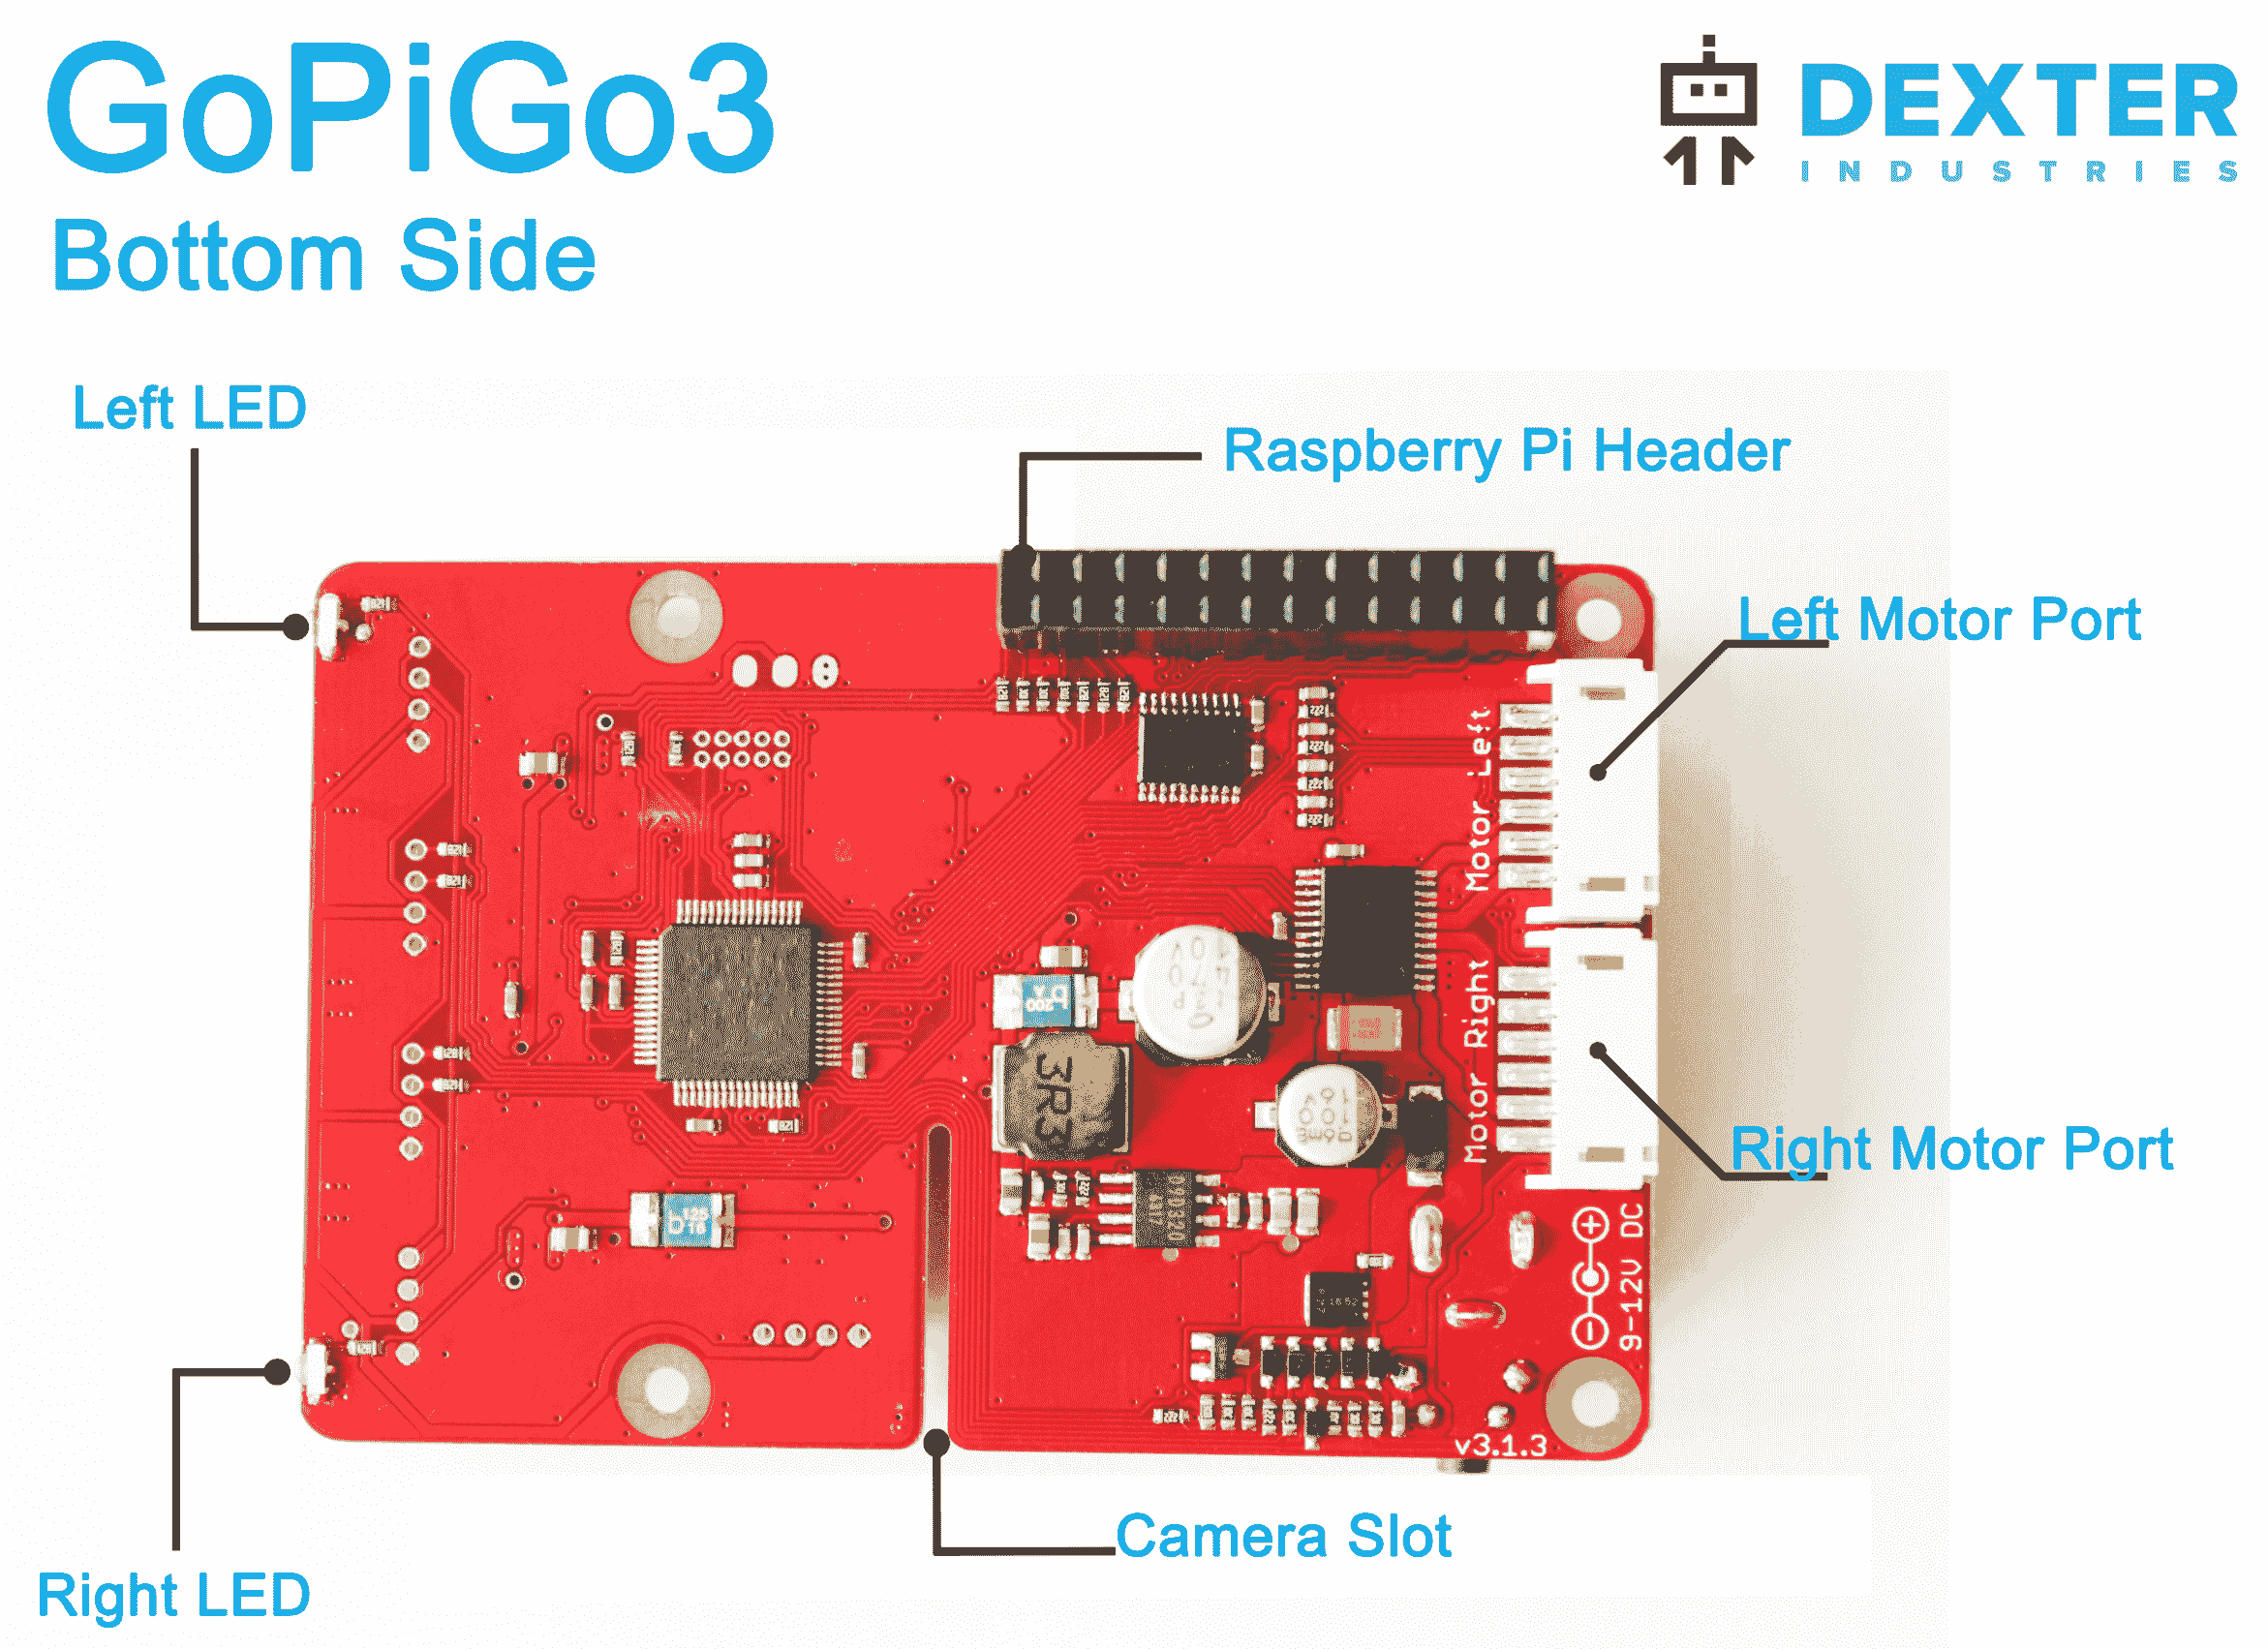 GoPiGo3
Bottom Side
DEXTER
INDUSTRIES
Left LED
Raspberry Pi Header
Left Motor Port
Motor Left
3R3
Motor Right
Right Motor Port
9-12V DC
v3.1.3
Camera Slot
Right LED